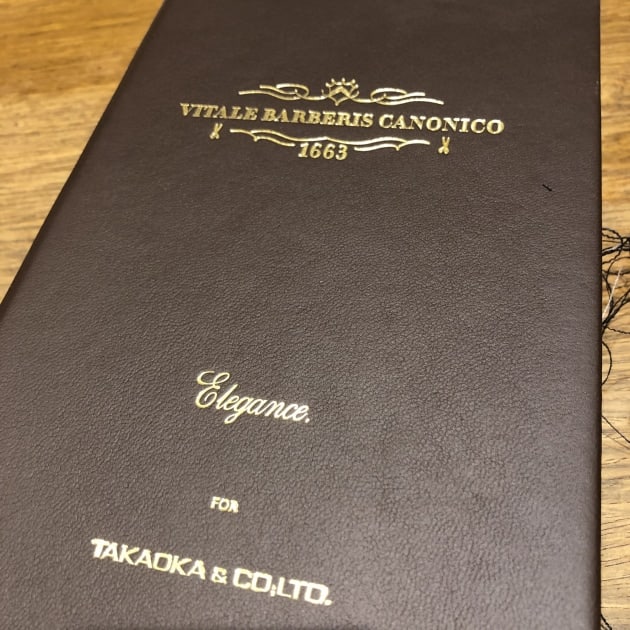 VITALE BARBERIS CANONICO
1663
Elegance.
FOR
TAKAOKA & CO;LTD.